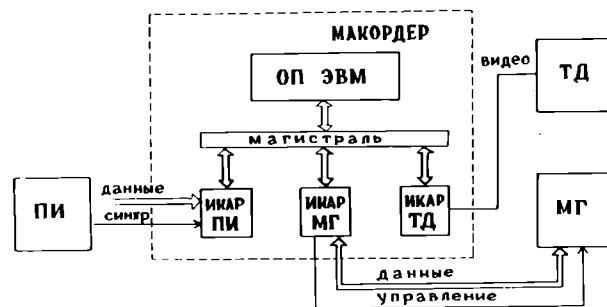 МАКОРДЕР
ОП ЭВМ
видео
ТД
магистраль
данные
ПИ
синхр
ИКАР
ПИ
ИКАР
МГ
ИКАР
ТД
МГ
данные
управление